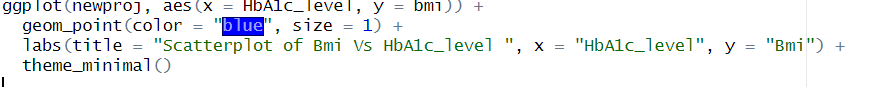 ggplot(newproj, aes(x = HbA1c_level, y = bmi)) +
geom_point(color = "blue", size = 1) +
labs(title = "Scatterplot of Bmi Vs HbA1c_level ", x = "HbA1c_level", y = "Bmi") +
theme_minimal()